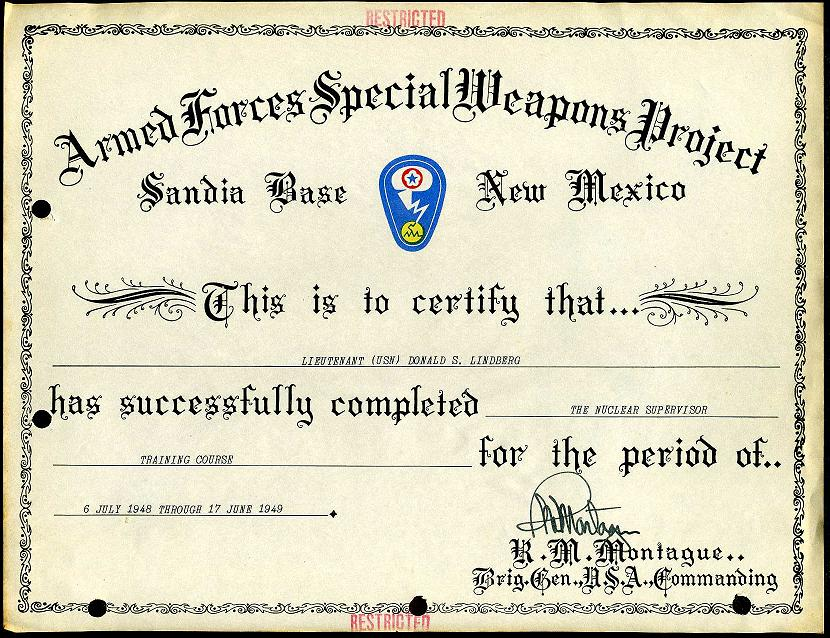 RESTRICTED
Armed Forces Special Weapons Project
Sandia Base New Mexico
This is to certify that...
LIEUTENANT (USN) DONALD S. LINDBERG
has successfully completed THE NUCLEAR SUPERVISOR
TRAINING COURSE for the period of..
6 JULY 1948 THROUGH 17 JUNE 1949
R M Montague
R. M. Montague..
Brig. Gen., U.S.A., Commanding
RESTRICTED